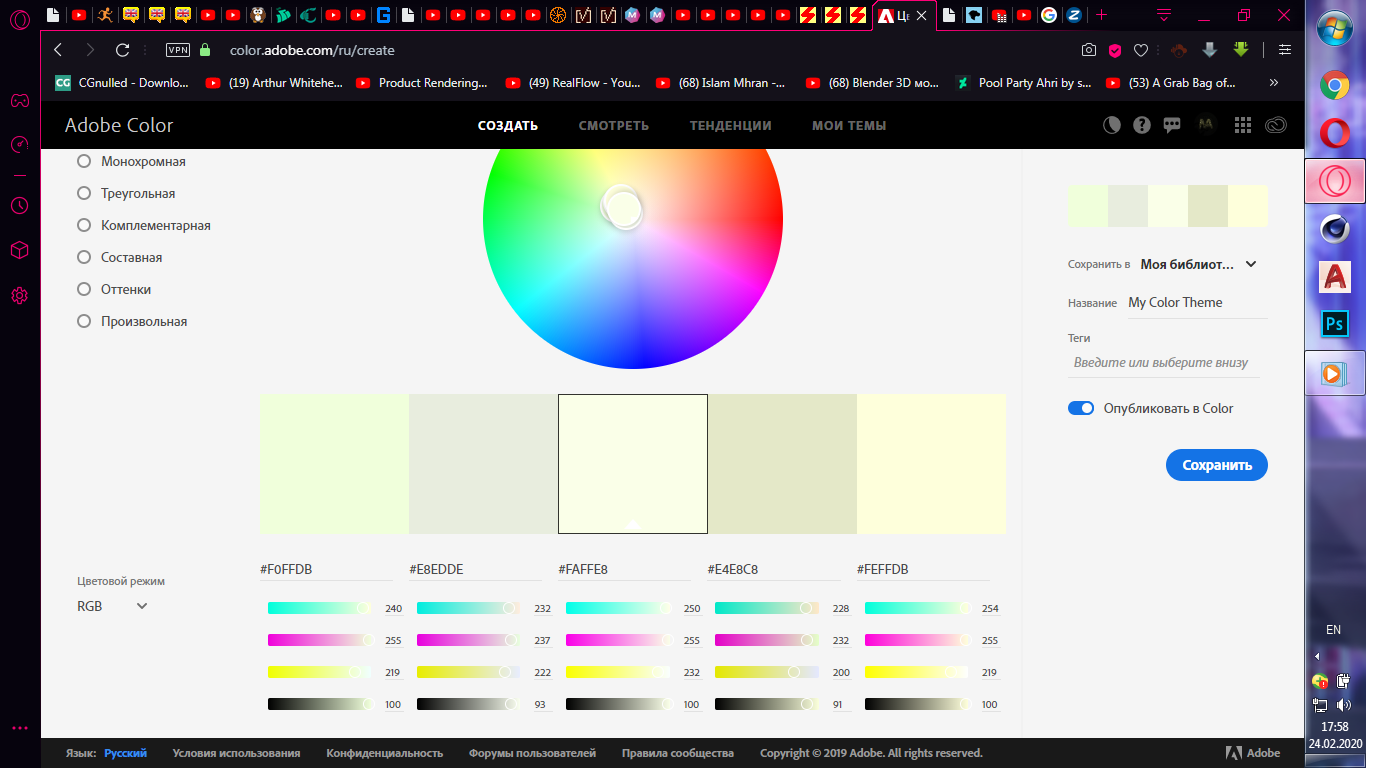 Цв
VPN
color.adobe.com/ru/create
CG
CGnulled - Downlo...
(19) Arthur Whitehe...
Product Rendering...
(49) RealFlow - You...
(68) Islam Mhran -...
(68) Blender 3D мо...
Pool Party Ahri by s...
(53) A Grab Bag of...
»
Adobe Color
СОЗДАТЬ
СМОТРЕТЬ
ТЕНДЕНЦИИ
МОИ ТЕМЫ
Монохромная
Треугольная
Комплементарная
Составная
Оттенки
Произвольная
Сохранить в Моя библиот...
Название My Color Theme
Теги
Введите или выберите внизу
Опубликовать в Color
Сохранить
#F0FFDB #E8EDDE #FAFFE8 #E4E8C8 #FEFFDB
Цветовой режим
RGB
240 232 250 228 254
255 237 255 232 255
219 222 232 200 219
100 93 100 91 100
Язык: Русский
Условия использования
Конфиденциальность
Форумы пользователей
Правила сообщества
Copyright © 2019 Adobe. All rights reserved.
Adobe
Ps
EN
17:58
24.02.2020